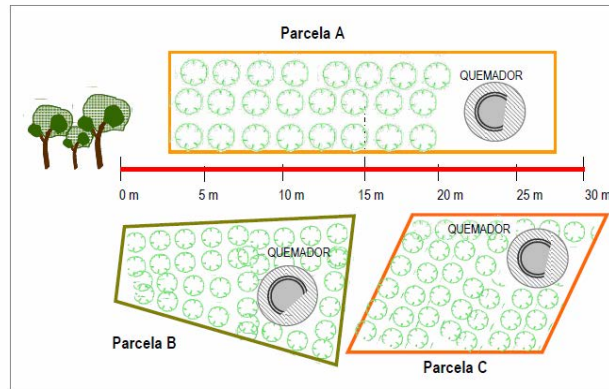 Parcela A
QUEMADOR
0 m 5 m 10 m 15 m 20 m 25 m 30 m
QUEMADOR
QUEMADOR
Parcela B
Parcela C